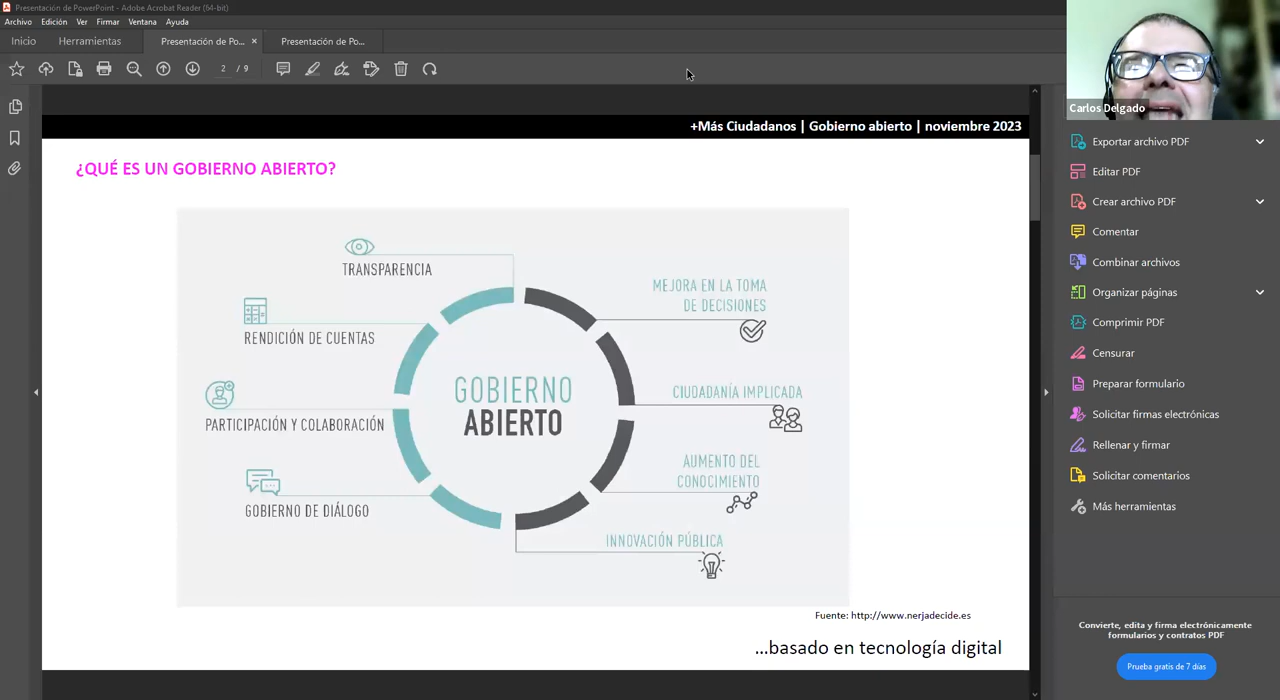 Presentación de PowerPoint - Adobe Acrobat Reader (64-bit)
Archivo Edición Ver Firmar Ventana Ayuda
Inicio Herramientas Presentación de Po... × Presentación de Po...
2 / 9
Carlos Delgado
+Más Ciudadanos | Gobierno abierto | noviembre 2023
¿QUÉ ES UN GOBIERNO ABIERTO?
TRANSPARENCIA
RENDICIÓN DE CUENTAS
PARTICIPACIÓN Y COLABORACIÓN
GOBIERNO DE DIÁLOGO
GOBIERNO
ABIERTO
MEJORA EN LA TOMA
DE DECISIONES
CIUDADANÍA IMPLICADA
AUMENTO DEL
CONOCIMIENTO
INNOVACIÓN PÚBLICA
Fuente: http://www.nerjadecide.es
...basado en tecnología digital
Exportar archivo PDF
Editar PDF
Crear archivo PDF
Comentar
Combinar archivos
Organizar páginas
Comprimir PDF
Censurar
Preparar formulario
Solicitar firmas electrónicas
Rellenar y firmar
Solicitar comentarios
Más herramientas
Convierte, edita y firma electrónicamente
formularios y contratos PDF
Prueba gratis de 7 días